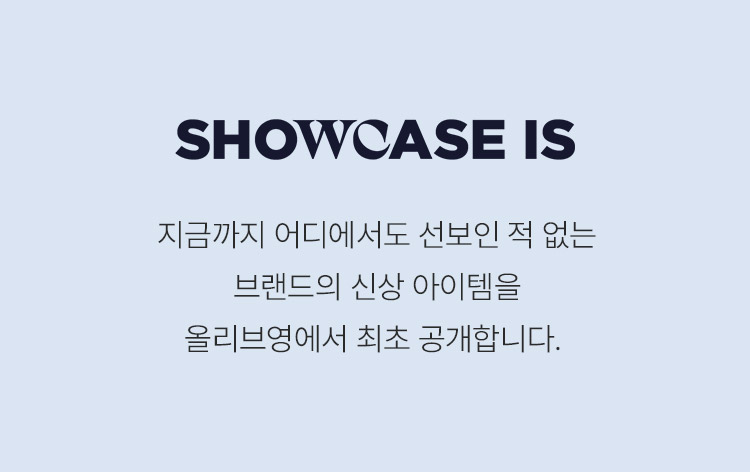 SHOWCASE IS
지금까지 어디에서도 선보인 적 없는
브랜드의 신상 아이템을
올리브영에서 최초 공개합니다.